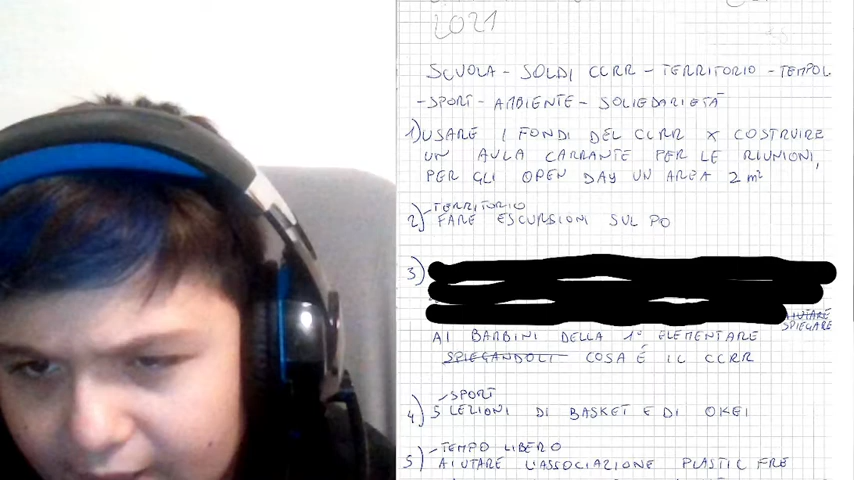 2021
SCUOLA - SOLDI CCRR - TERRITORIO - TEMPOL
- SPORT - AMBIENTE - SOLIEDARIETÁ
1) USARE I FONDI DEL CCRR X COSTRUIRE
UN AULA CARRANTE PER LE RIUNIONI,
PER GLI OPEN DAY UN AREA 2 m²
- TERRITORIO
2) FARE ESCURSIONI SUL PO
3)
AIUTARE
SPIEGARE
AI BAMBINI DELLA 1° ELEMENTARE
SPIEGANDOLI COSA É IL CCRR
- SPORT
4) 5 LEZIONI DI BASKET E DI OKEI
- TEMPO LIBERO
5) AIUTARE L'ASSOCIAZIONE PLASTIC FRE